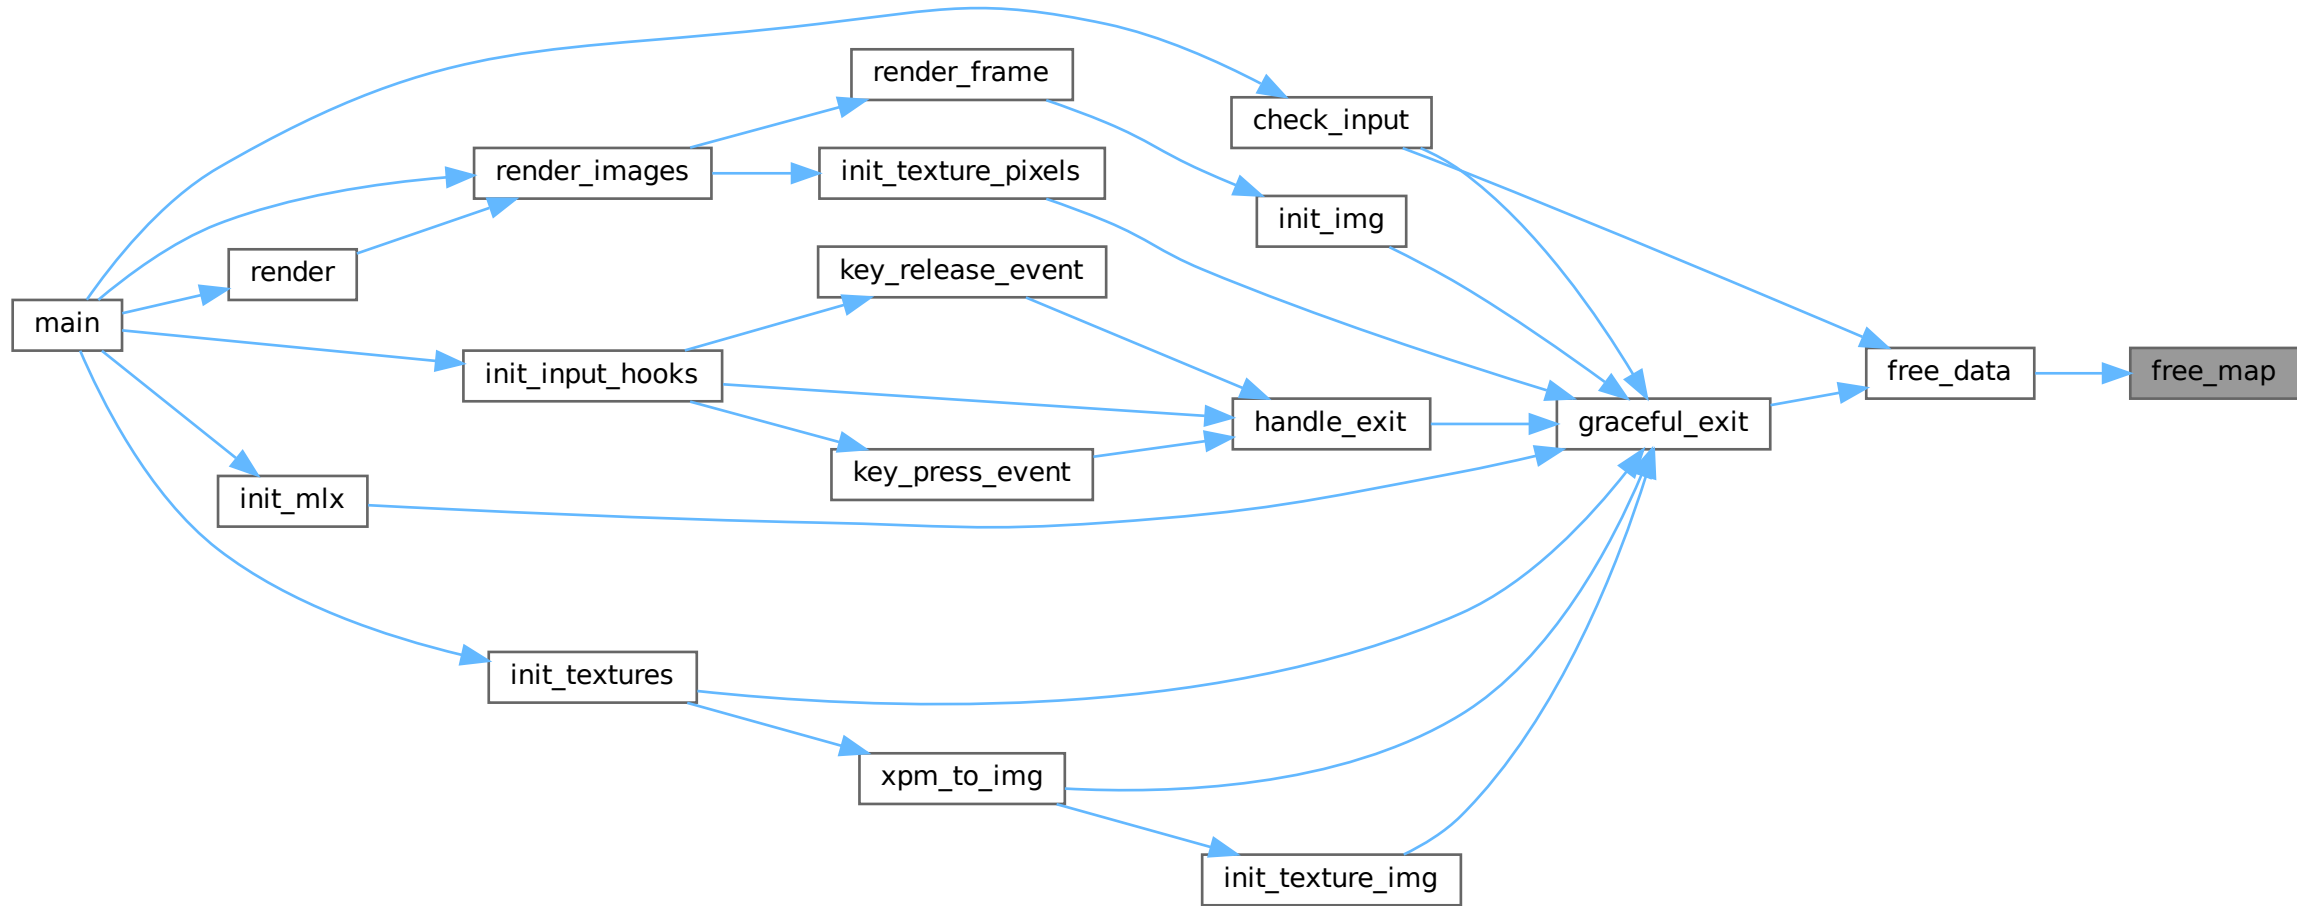 render_frame
check_input
render_images
init_texture_pixels
init_img
render
key_release_event
main
init_input_hooks
free_data
free_map
handle_exit
graceful_exit
key_press_event
init_mlx
init_textures
xpm_to_img
init_texture_img